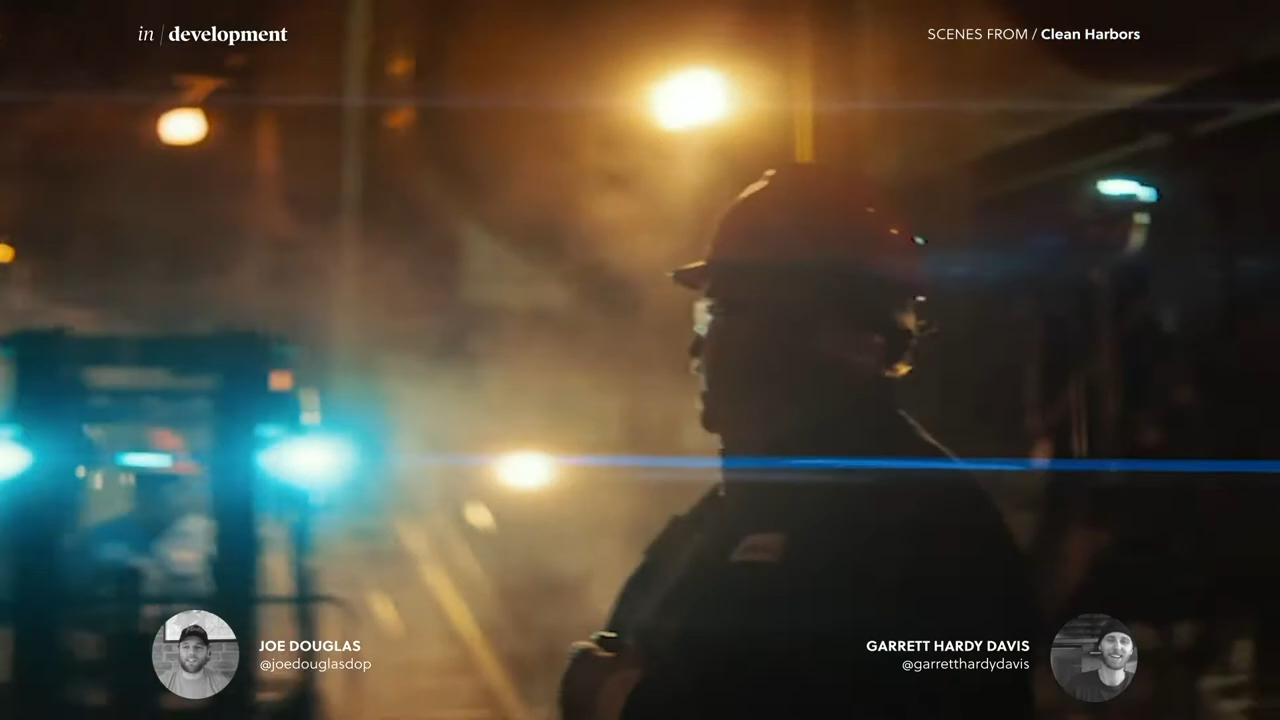 in | development
SCENES FROM / Clean Harbors
JOE DOUGLAS
@joedouglasdop
GARRETT HARDY DAVIS
@garretthardydavis